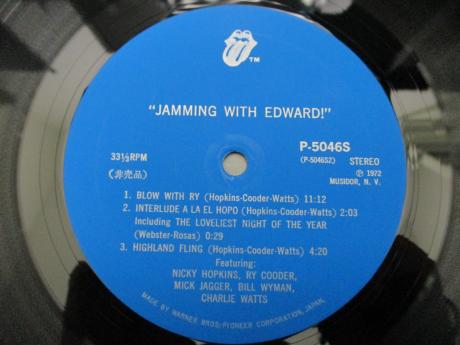 TM
"JAMMING WITH EDWARD!"
33⅓RPM
(非売品)
P-5046S
(P-5046S2) STEREO
Ⓟ 1972
MUSIDOR, N. V.
1. BLOW WITH RY (Hopkins-Cooder-Watts) 11:12
2. INTERLUDE A LA EL HOPO (Hopkins-Cooder-Watts) 2:03
Including THE LOVELIEST NIGHT OF THE YEAR
(Webster-Rosas) 0:29
3. HIGHLAND FLING (Hopkins-Cooder-Watts) 4:20
Featuring:
NICKY HOPKINS, RY COODER,
MICK JAGGER, BILL WYMAN,
CHARLIE WATTS
MADE BY WARNER BROS.-PIONEER CORPORATION, JAPAN.